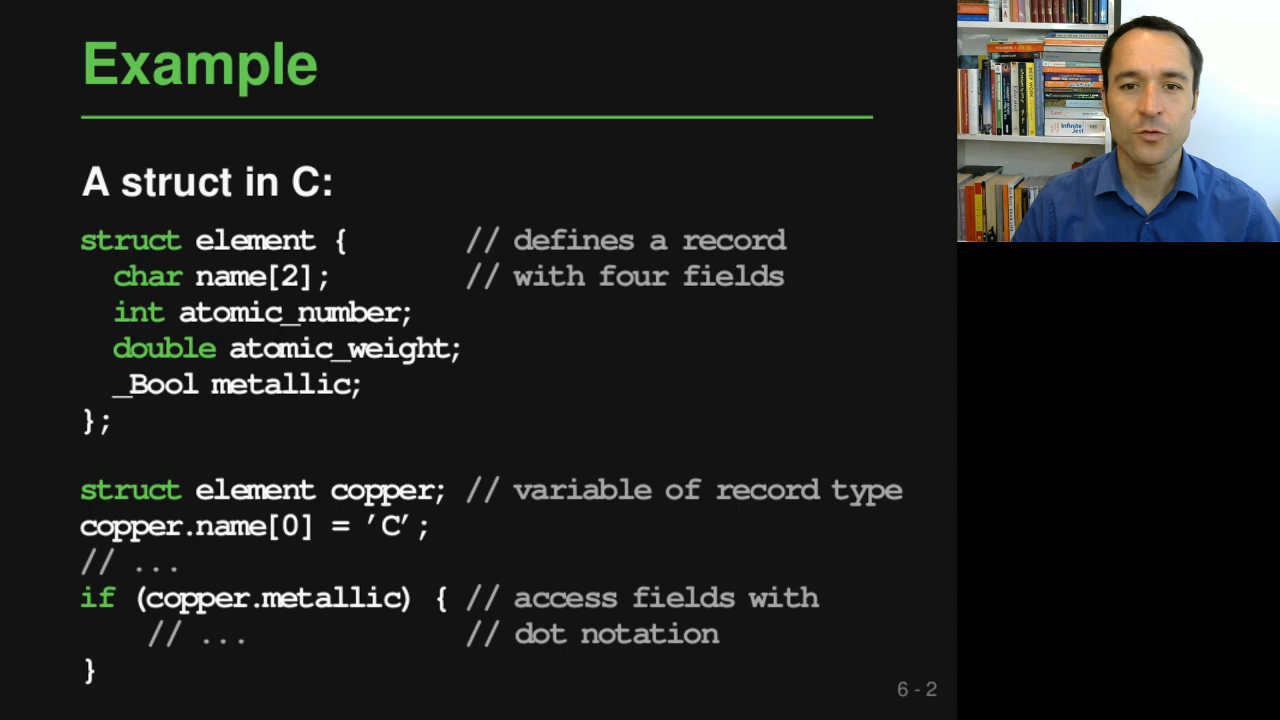 Example
A struct in C:
struct element {        // defines a record
  char name[2];         // with four fields
  int atomic_number;
  double atomic_weight;
  _Bool metallic;
};
struct element copper; // variable of record type
copper.name[0] = ’C’;
// ...
if (copper.metallic) { // access fields with
    // ...             // dot notation
}
6 - 2
Infinite
Jest